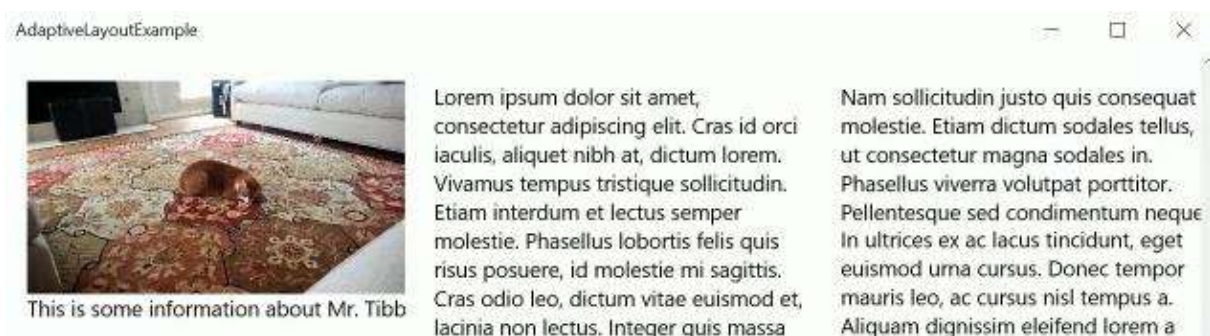 AdaptiveLayoutExample
This is some information about Mr. Tibb
Lorem ipsum dolor sit amet,
consectetur adipiscing elit. Cras id orci
iaculis, aliquet nibh at, dictum lorem.
Vivamus tempus tristique sollicitudin.
Etiam interdum et lectus semper
molestie. Phasellus lobortis felis quis
risus posuere, id molestie mi sagittis.
Cras odio leo, dictum vitae euismod et,
lacinia non lectus. Integer quis massa
Nam sollicitudin justo quis consequat
molestie. Etiam dictum sodales tellus,
ut consectetur magna sodales in.
Phasellus viverra volutpat porttitor.
Pellentesque sed condimentum neque
In ultrices ex ac lacus tincidunt, eget
euismod urna cursus. Donec tempor
mauris leo, ac cursus nisl tempus a.
Aliquam dignissim eleifend lorem a